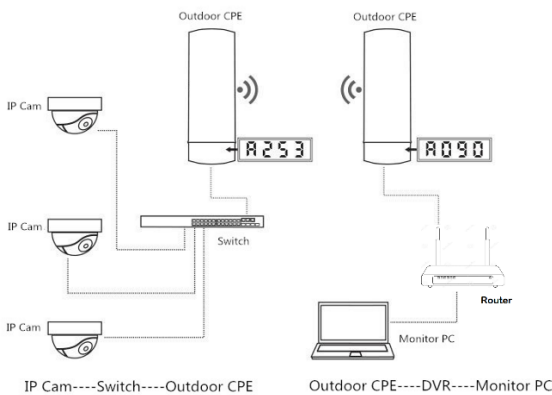 Outdoor CPE
Outdoor CPE
IP Cam
A253
A090
IP Cam
Switch
Router
IP Cam
Monitor PC
IP Cam----Switch----Outdoor CPE
Outdoor CPE----DVR----Monitor PC